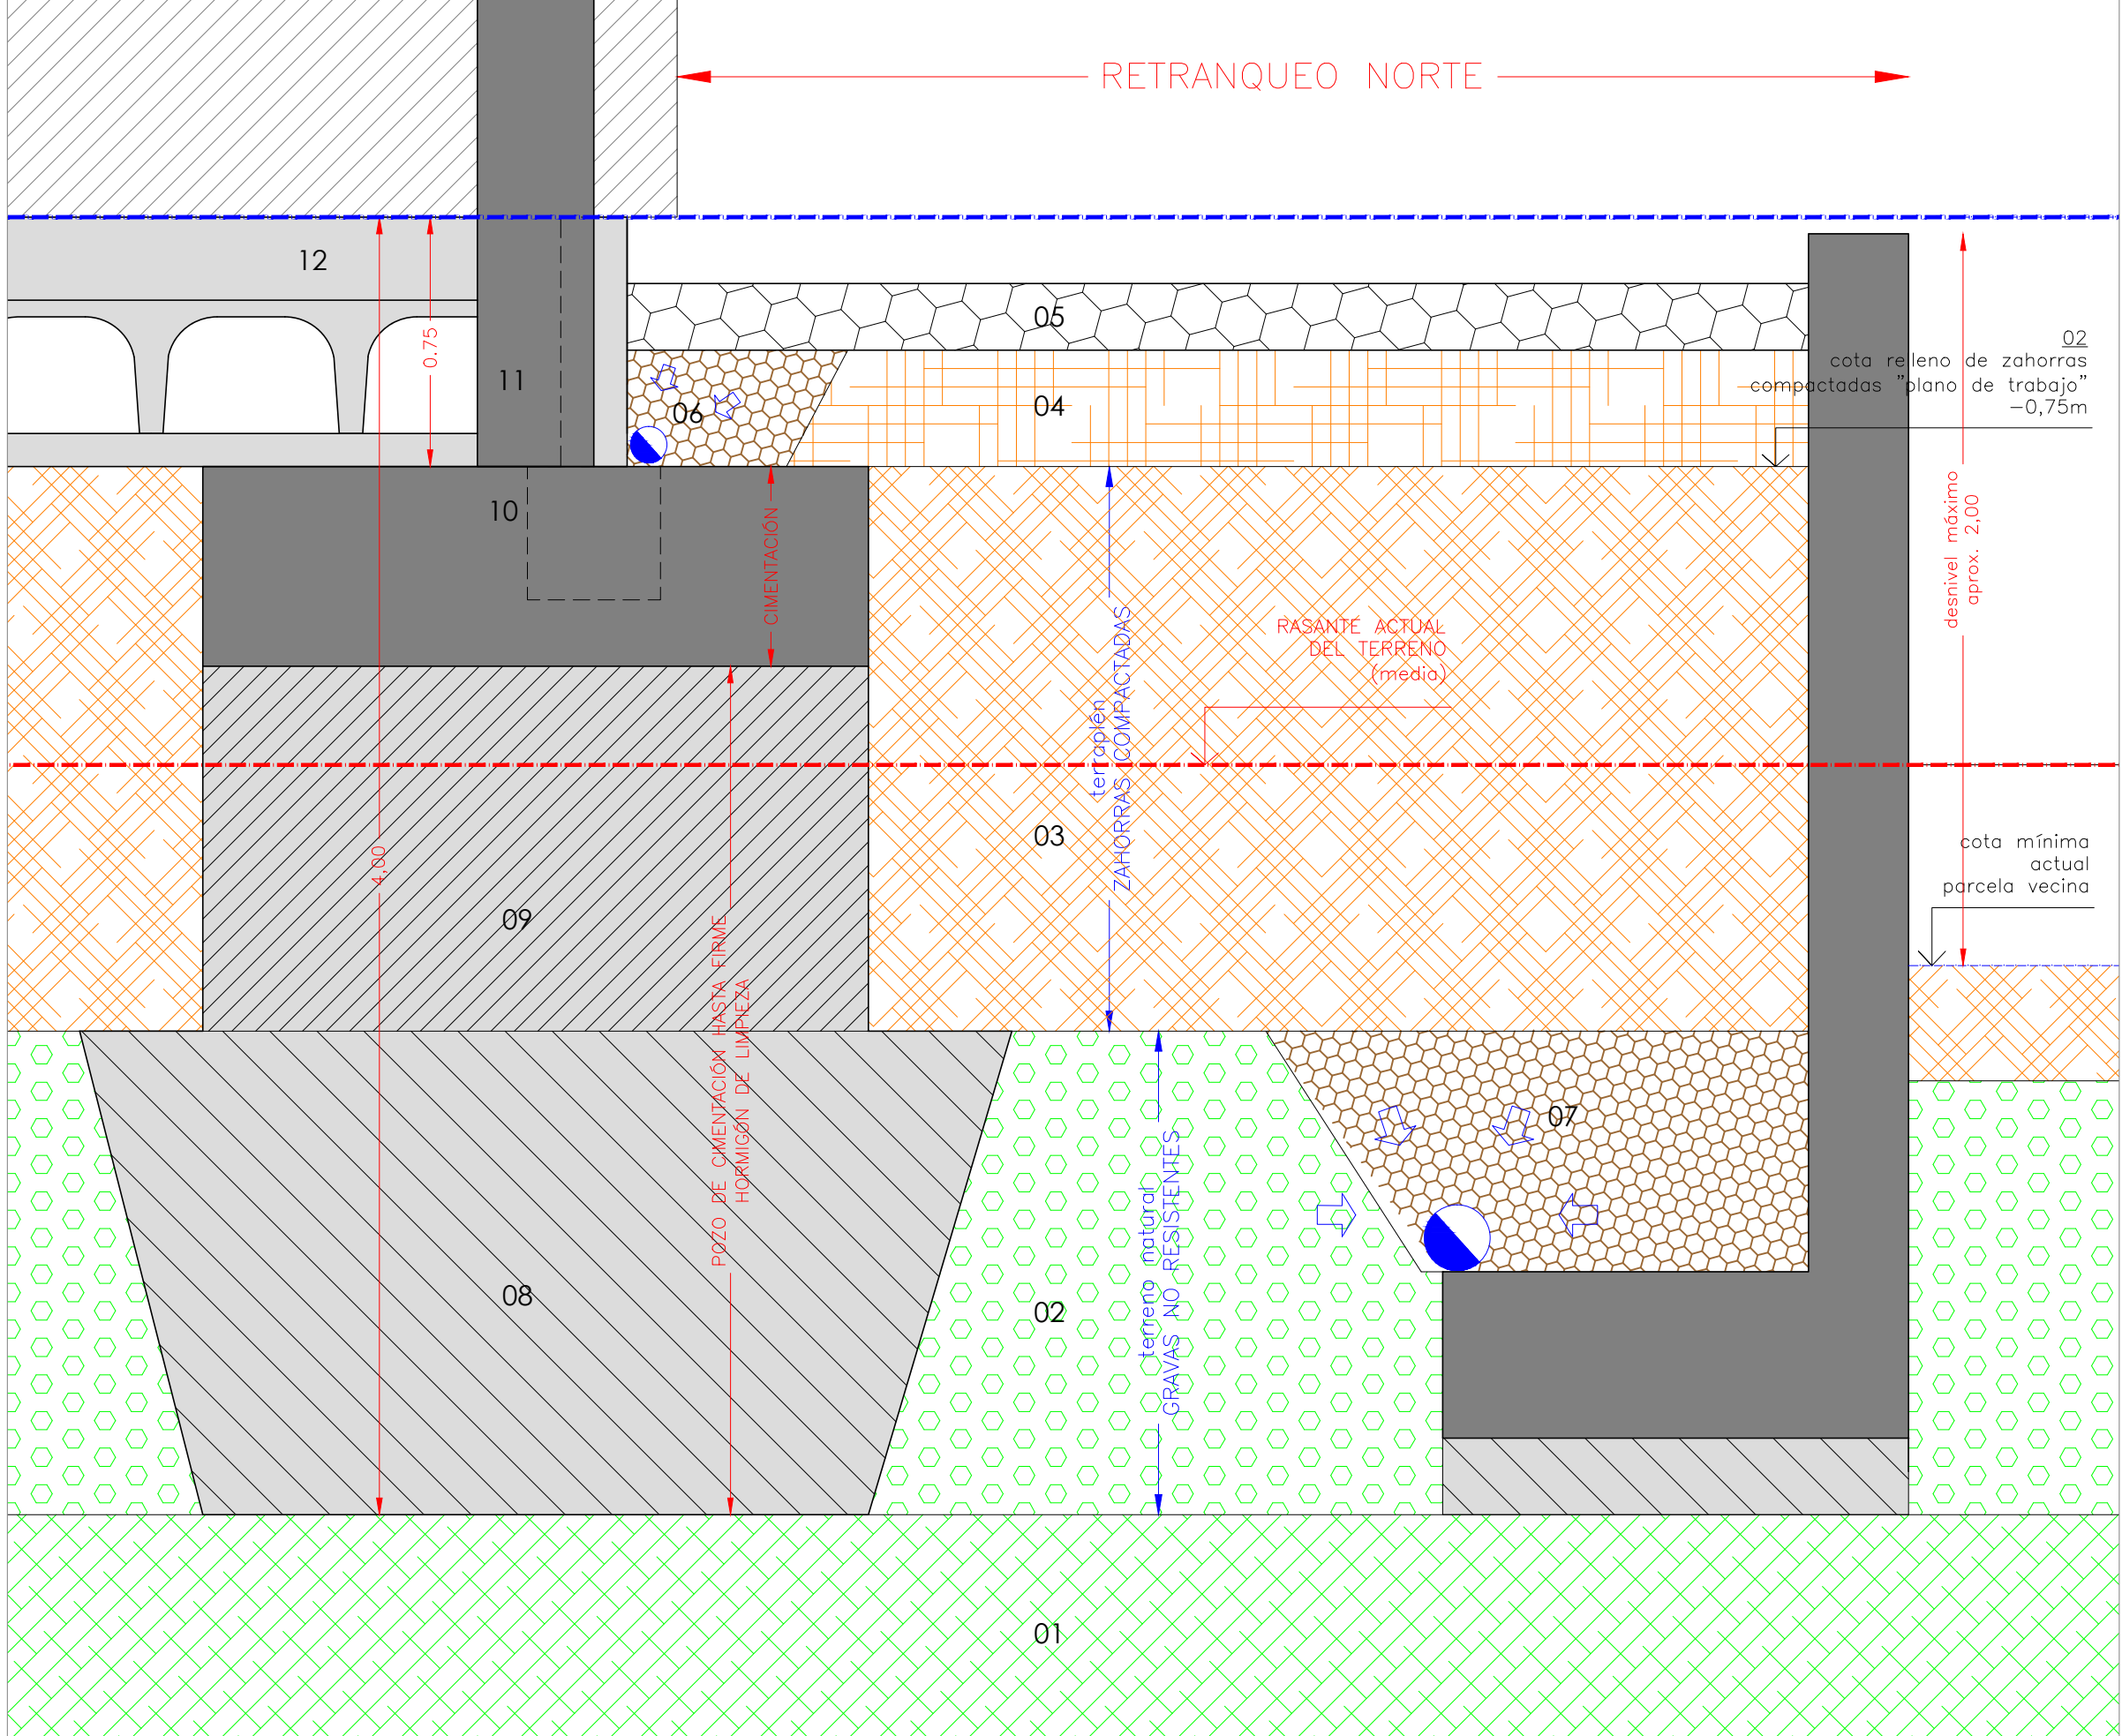 RETRANQUEO NORTE
12
05
02
cota relleno de zahorras
compactadas "plano de trabajo"
-0,75m
0.75
11
06
04
10
CIMENTACIÓN
desnivel máximo
aprox. 2,00
RASANTE ACTUAL
DEL TERRENO
(media)
terraplén
ZAHORRAS COMPACTADAS
03
4,00
cota mínima
actual
parcela vecina
09
POZO DE CIMENTACIÓN HASTA FIRME
HORMIGÓN DE LIMPIEZA
07
terreno natural
GRAVAS NO RESISTENTES
08
02
01